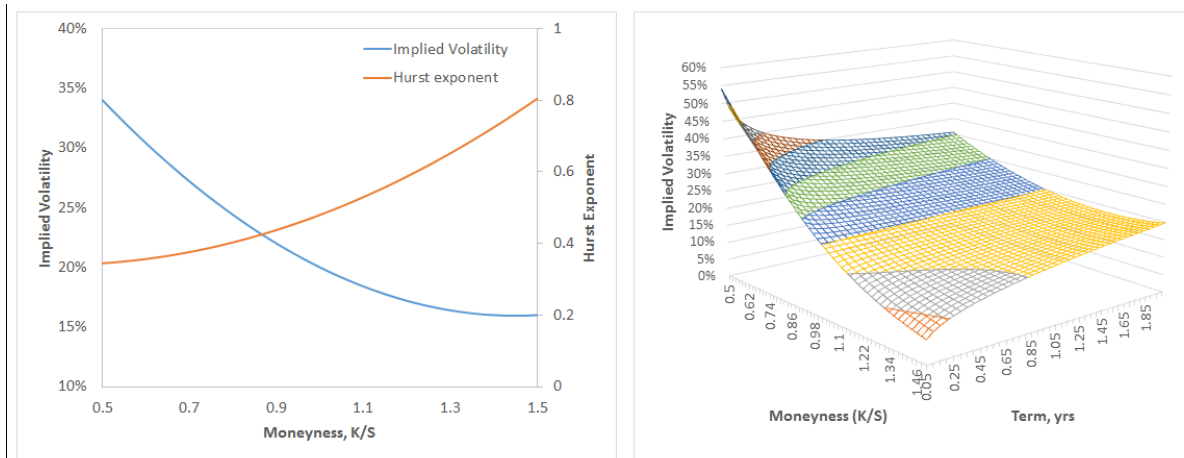 40%
35%
30%
25%
20%
15%
10%
Implied Volatility
Implied Volatility
Hurst exponent
1
0.8
0.6
0.4
0.2
0
Hurst Exponent
0.5 0.7 0.9 1.1 1.3 1.5
Moneyness, K/S
60%
55%
50%
45%
40%
35%
30%
25%
20%
15%
10%
5%
0%
Implied Volatility
0.5 0.62 0.74 0.86 0.98 1.1 1.22 1.34 1.46
0.05 0.25 0.45 0.65 0.85 1.05 1.25 1.45 1.65 1.85
Moneyness (K/S)
Term, yrs